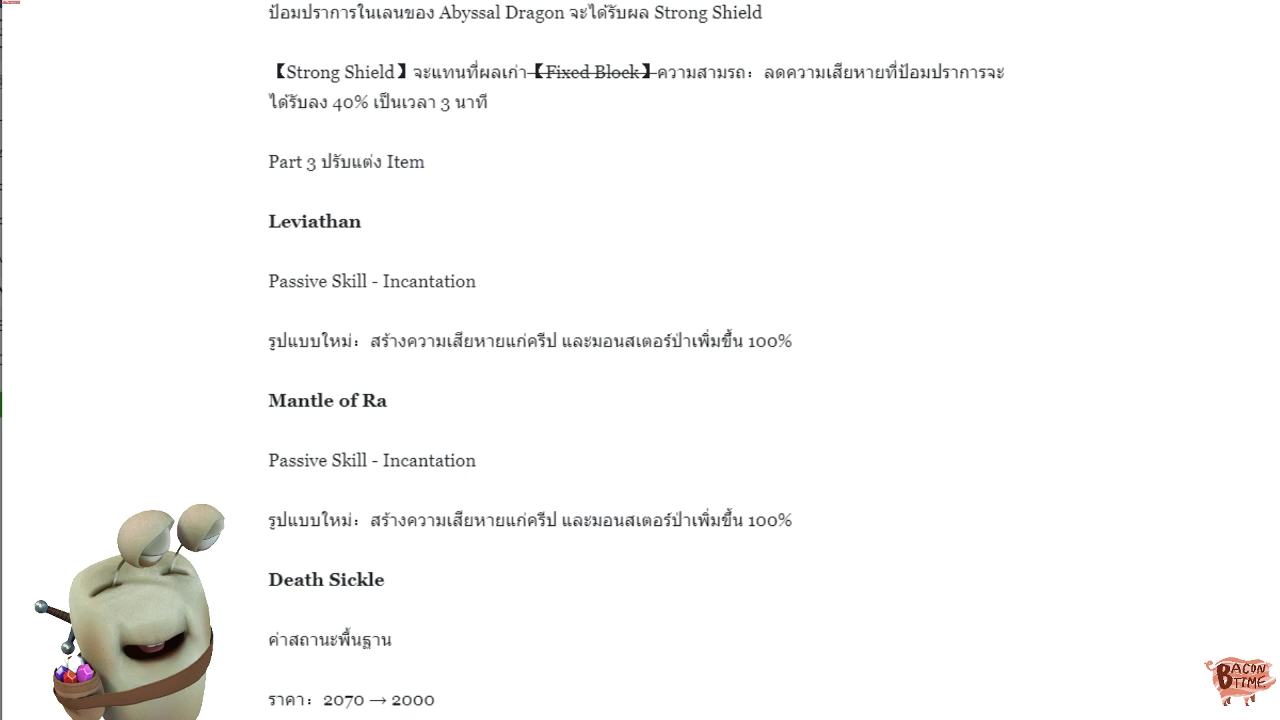 ป้อมปราการในเลนของ Abyssal Dragon จะได้รับผล Strong Shield
【Strong Shield】จะแทนที่ผลเก่า【Fixed Block】ความสามรถ: ลดความเสียหายที่ป้อมปราการจะ
ได้รับลง 40% เป็นเวลา 3 นาที
Part 3 ปรับแต่ง Item
Leviathan
Passive Skill - Incantation
รูปแบบใหม่: สร้างความเสียหายแก่ครีป และมอนสเตอร์ป่าเพิ่มขึ้น 100%
Mantle of Ra
Passive Skill - Incantation
รูปแบบใหม่: สร้างความเสียหายแก่ครีป และมอนสเตอร์ป่าเพิ่มขึ้น 100%
Death Sickle
ค่าสถานะพื้นฐาน
ราคา: 2070 → 2000
BACON
TIME